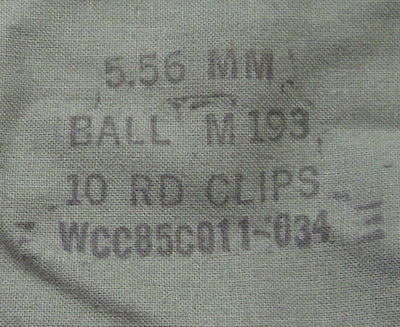 5.56 MM
BALL M193
10 RD CLIPS
WCC85C011-034